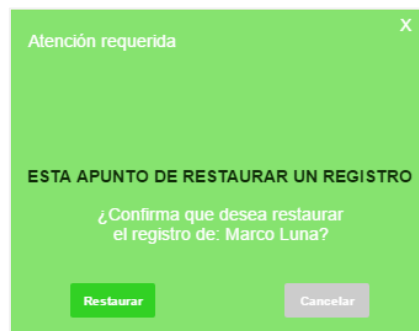 X
Atención requerida
ESTA APUNTO DE RESTAURAR UN REGISTRO
¿Confirma que desea restaurar
el registro de: Marco Luna?
Restaurar
Cancelar